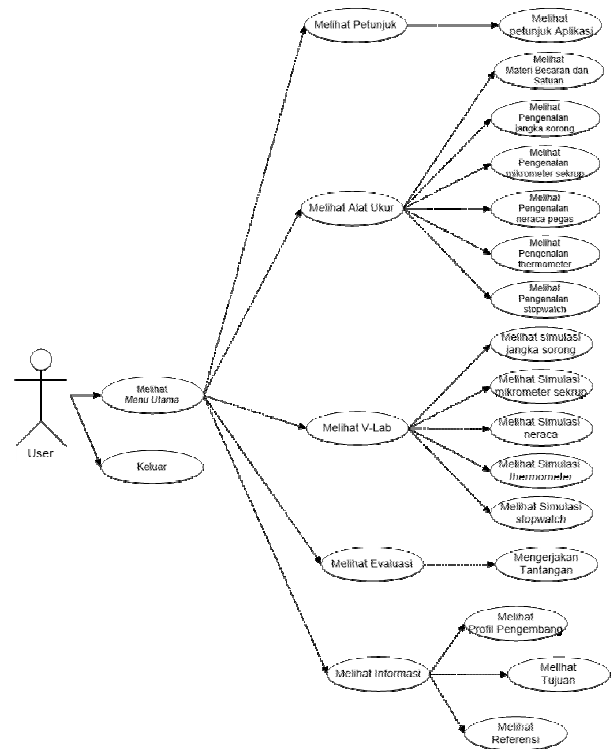 Melihat Petunjuk
Melihat
petunjuk Aplikasi
Melihat
Materi Besaran dan
Satuan
Melihat
Pengenalan
jangka sorong
Melihat
Pengenalan
mikrometer sekrup
Melihat Alat Ukur
Melihat
Pengenalan
neraca pegas
Melihat
Pengenalan
thermometer
Melihat
Pengenalan
stopwatch
User
Melihat
Menu Utama
Keluar
Melihat V-Lab
Melihat simulasi
jangka sorong
Melihat Simulasi
mikrometer sekrup
Melihat Simulasi
neraca
Melihat Simulasi
thermometer
Melihat Simulasi
stopwatch
Melihat Evaluasi
Mengerjakan
Tantangan
Melihat Informasi
Melihat
Profil Pengembang
Melihat
Tujuan
Melihat
Referensi